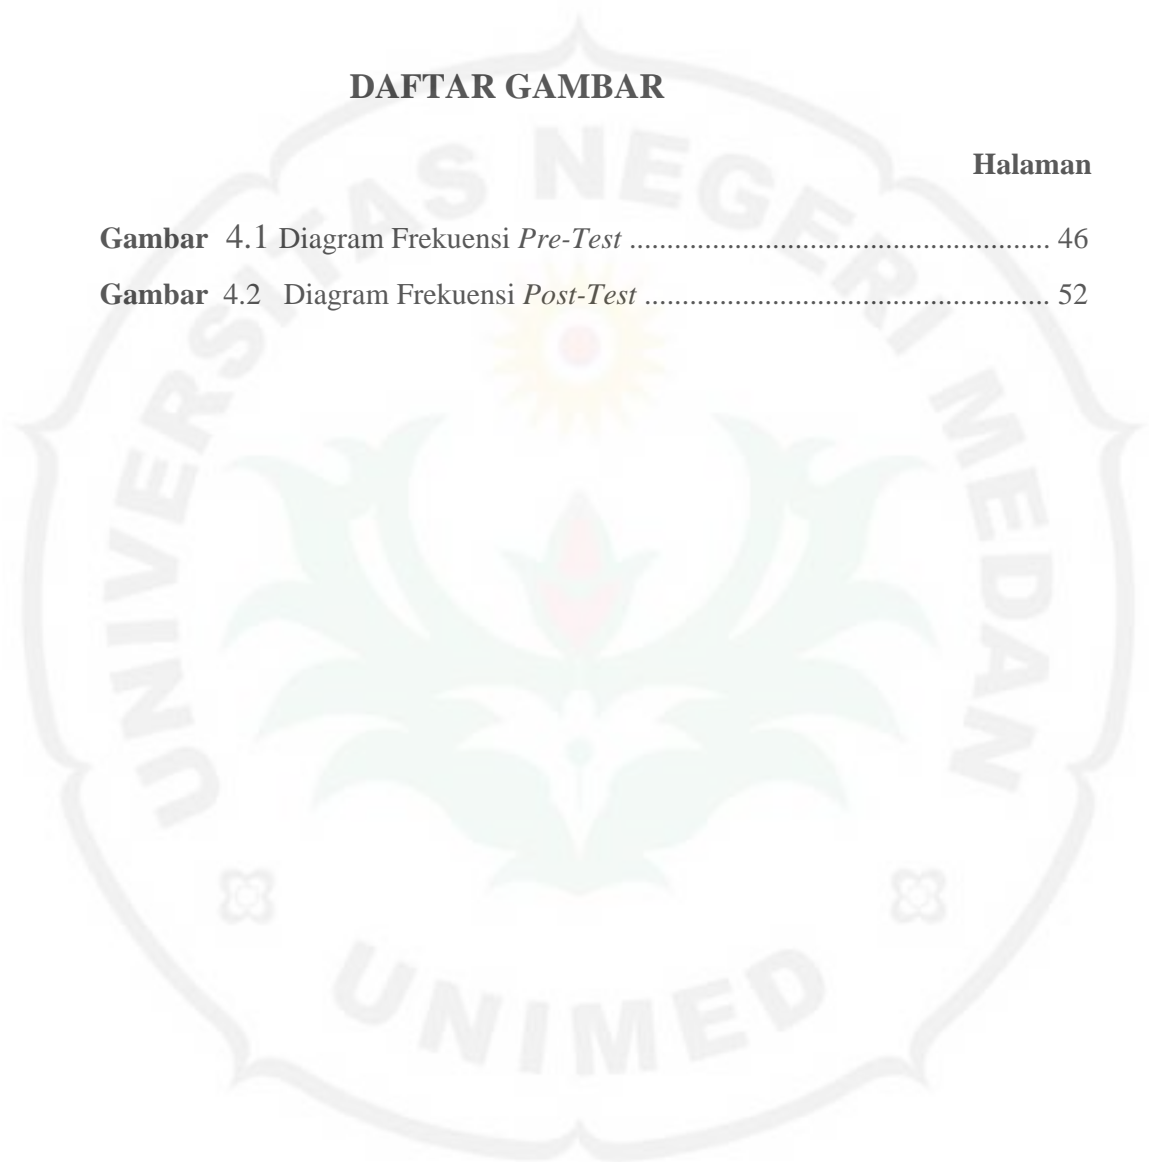 DAFTAR GAMBAR
Halaman
Gambar 4.1 Diagram Frekuensi Pre-Test ........................................................ 46
Gambar 4.2 Diagram Frekuensi Post-Test ...................................................... 52
UNIVERSITAS NEGERI MEDAN
UNIMED